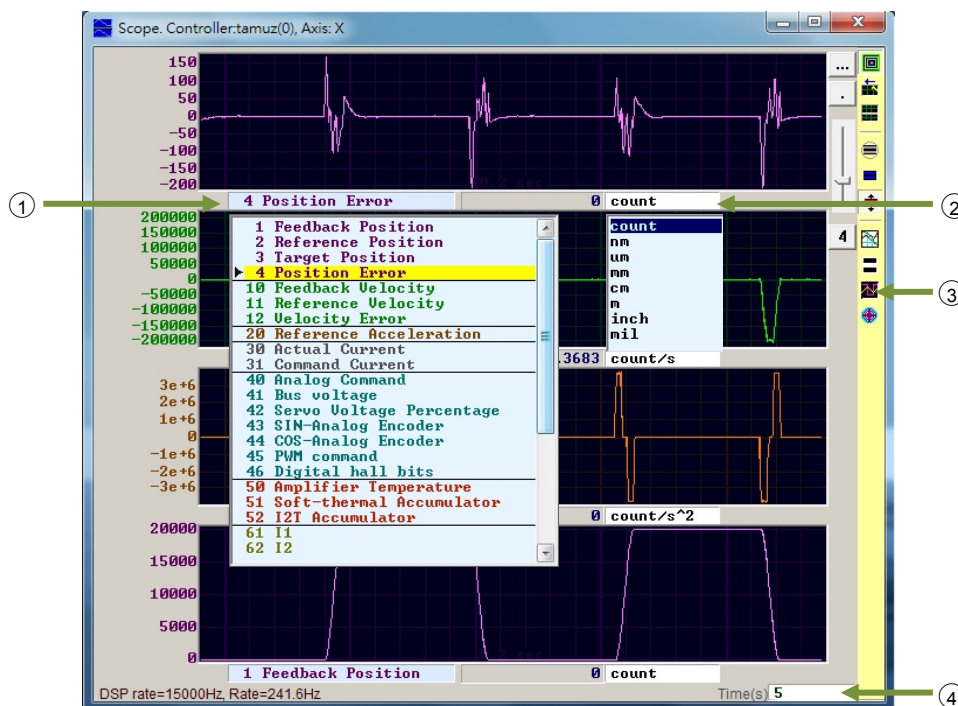 Scope. Controller:tamuz(0), Axis: X
150
100
50
0
-50
-100
-150
-200
...
.
1
4 Position Error
0 count
2
200000
150000
100000
50000
0
-50000
-100000
-150000
-200000
4
1 Feedback Position
2 Reference Position
3 Target Position
4 Position Error
10 Feedback Velocity
11 Reference Velocity
12 Velocity Error
20 Reference Acceleration
30 Actual Current
31 Command Current
40 Analog Command
41 Bus voltage
42 Servo Voltage Percentage
43 SIN-Analog Encoder
44 COS-Analog Encoder
45 PWM command
46 Digital hall bits
50 Amplifier Temperature
51 Soft-thermal Accumulator
52 I2T Accumulator
61 I1
62 I2
count
nm
um
mm
cm
m
inch
mil
3
.3683 count/s
3e+6
2e+6
1e+6
0
-1e+6
-2e+6
-3e+6
0 count/s^2
20000
15000
10000
5000
0
1 Feedback Position
0 count
DSP rate=15000Hz, Rate=241.6Hz
Time(s) 5
4